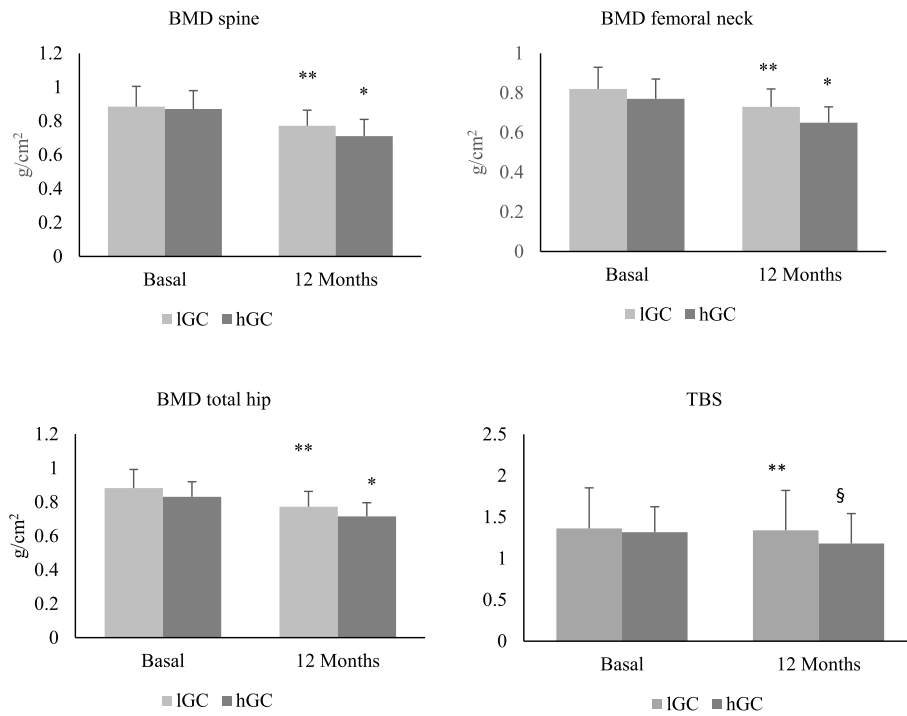 BMD spine
1.2
1
0.8
0.6
0.4
0.2
0
g/cm²
**
*
Basal
12 Months
lGC
hGC
BMD femoral neck
1
0.8
0.6
0.4
0.2
0
g/cm²
**
*
Basal
12 Months
lGC
hGC
BMD total hip
1.2
1
0.8
0.6
0.4
0.2
0
g/cm²
**
*
Basal
12 Months
lGC
hGC
TBS
2.5
2
1.5
1
0.5
0
**
§
Basal
12 Months
lGC
hGC